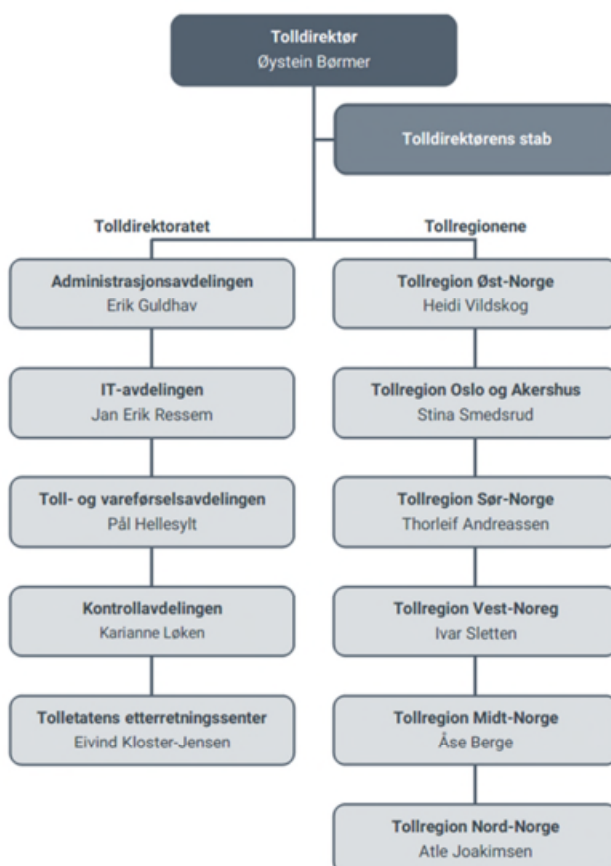 Tolldirektør
Øystein Børmer
Tolldirektørens stab
Tolldirektoratet
Administrasjonsavdelingen
Erik Guldhav
IT-avdelingen
Jan Erik Ressem
Toll- og vareførselsavdelingen
Pål Hellesylt
Kontrollavdelingen
Karianne Løken
Tolletatens etterretningssenter
Eivind Kloster-Jensen
Tollregionene
Tollregion Øst-Norge
Heidi Vildskog
Tollregion Oslo og Akershus
Stina Smedsrud
Tollregion Sør-Norge
Thorleif Andreassen
Tollregion Vest-Noreg
Ivar Sletten
Tollregion Midt-Norge
Åse Berge
Tollregion Nord-Norge
Atle Joakimsen